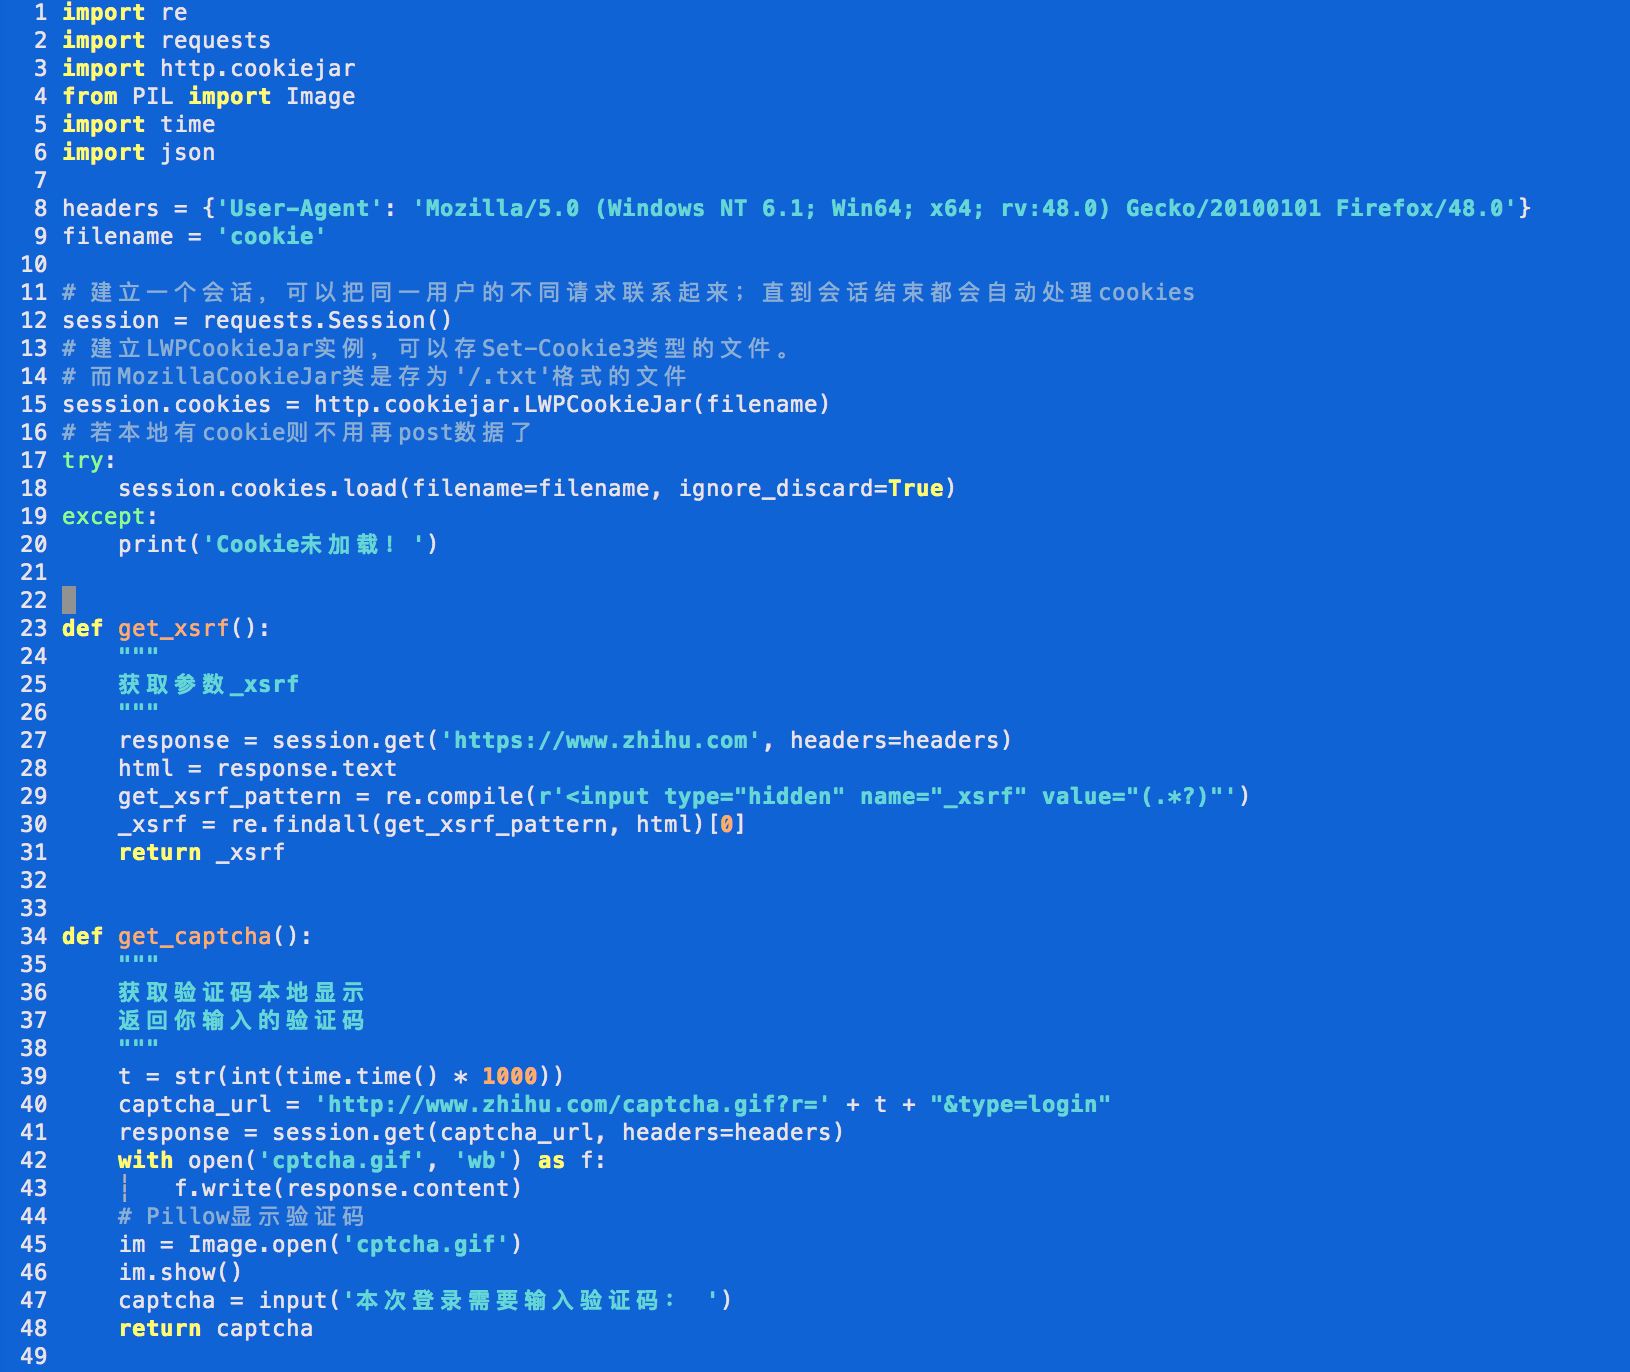 1 import re
2 import requests
3 import http.cookiejar
4 from PIL import Image
5 import time
6 import json
7
8 headers = {'User-Agent': 'Mozilla/5.0 (Windows NT 6.1; Win64; x64; rv:48.0) Gecko/20100101 Firefox/48.0'}
9 filename = 'cookie'
10
11 # 建立一个会话，可以把同一用户的不同请求联系起来；直到会话结束都会自动处理cookies
12 session = requests.Session()
13 # 建立LWPCookieJar实例，可以存Set-Cookie3类型的文件。
14 # 而MozillaCookieJar类是存为'/.txt'格式的文件
15 session.cookies = http.cookiejar.LWPCookieJar(filename)
16 # 若本地有cookie则不用再post数据了
17 try:
18     session.cookies.load(filename=filename, ignore_discard=True)
19 except:
20     print('Cookie未加载！')
21
22
23 def get_xsrf():
24     """
25     获取参数_xsrf
26     """
27     response = session.get('https://www.zhihu.com', headers=headers)
28     html = response.text
29     get_xsrf_pattern = re.compile(r'<input type="hidden" name="_xsrf" value="(.*?)"')
30     _xsrf = re.findall(get_xsrf_pattern, html)[0]
31     return _xsrf
32
33
34 def get_captcha():
35     """
36     获取验证码本地显示
37     返回你输入的验证码
38     """
39     t = str(int(time.time() * 1000))
40     captcha_url = 'http://www.zhihu.com/captcha.gif?r=' + t + "&type=login"
41     response = session.get(captcha_url, headers=headers)
42     with open('cptcha.gif', 'wb') as f:
43     ¦   f.write(response.content)
44     # Pillow显示验证码
45     im = Image.open('cptcha.gif')
46     im.show()
47     captcha = input('本次登录需要输入验证码： ')
48     return captcha
49